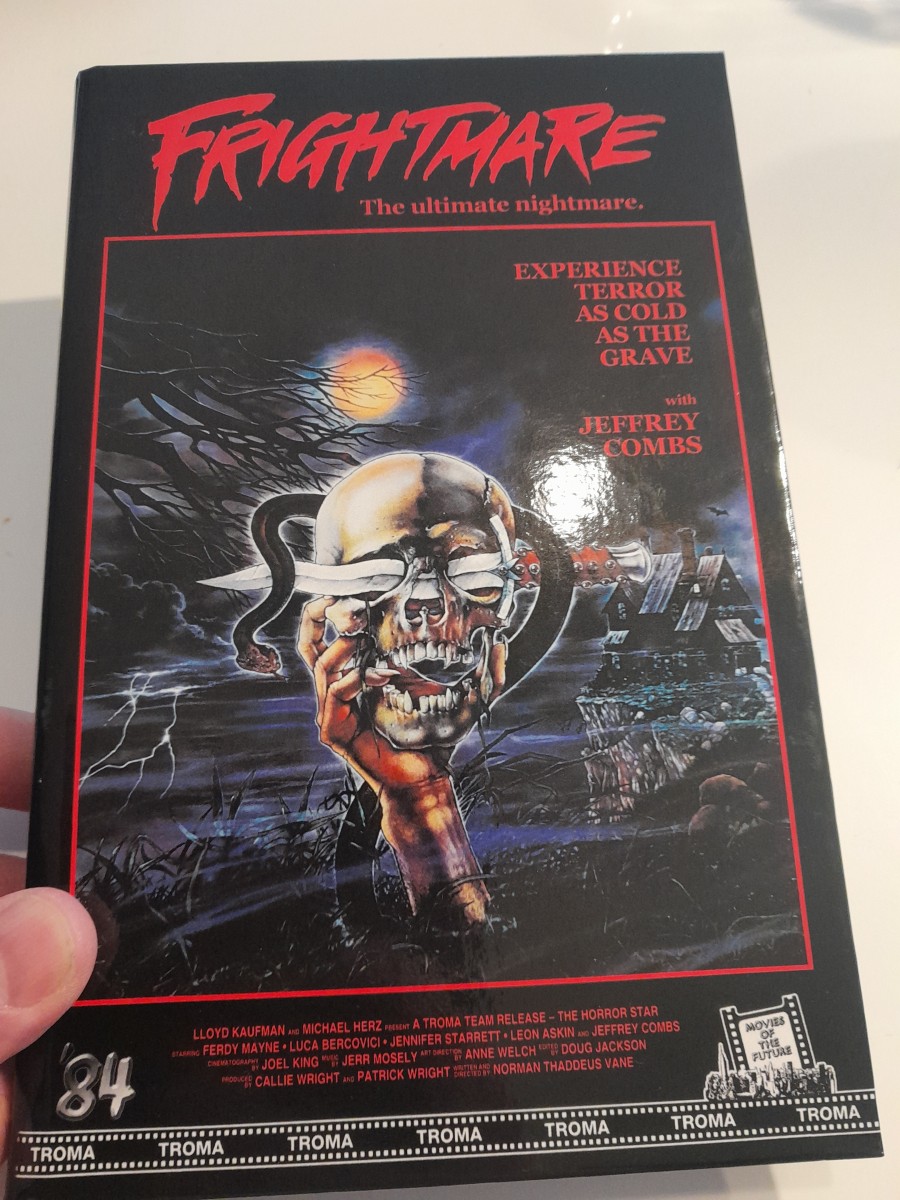 FRIGHTMARE
The ultimate nightmare.
EXPERIENCE
TERROR
AS COLD
AS THE
GRAVE
with
JEFFREY
COMBS
LLOYD KAUFMAN AND MICHAEL HERZ PRESENT A TROMA TEAM RELEASE – THE HORROR STAR
STARRING FERDY MAYNE • LUCA BERCOVICI • JENNIFER STARRETT • LEON ASKIN AND JEFFREY COMBS
CINEMATOGRAPHY BY JOEL KING MUSIC BY JERR MOSELY ART DIRECTION BY ANNE WELCH EDITED BY DOUG JACKSON
PRODUCED BY CALLIE WRIGHT AND PATRICK WRIGHT WRITTEN AND DIRECTED BY NORMAN THADDEUS VANE
MOVIES
OF THE
FUTURE
'84
TROMA TROMA TROMA TROMA TROMA TROMA TROMA